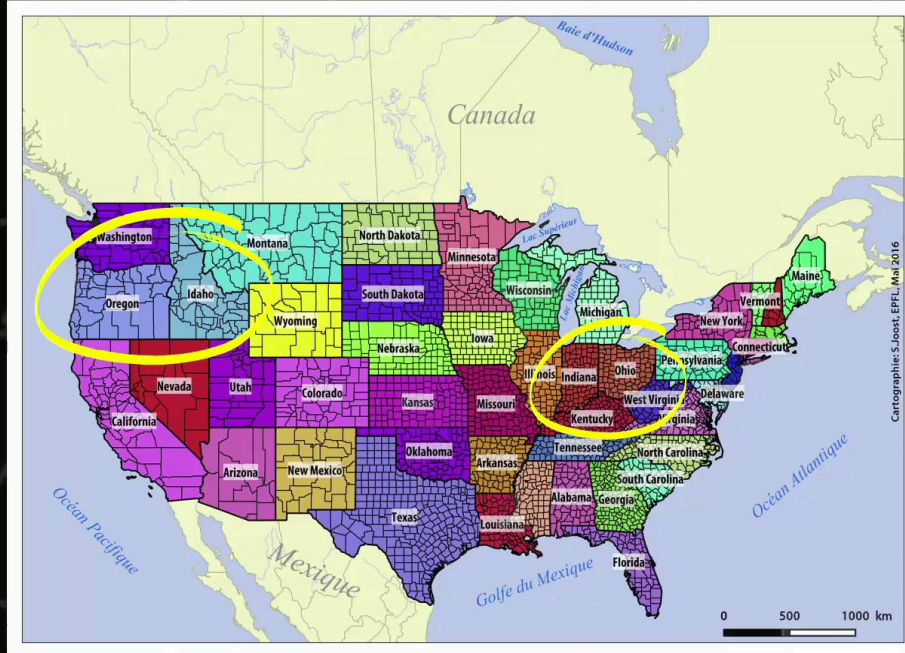 Baie d'Hudson
Canada
Washington
Montana
North Dakota
Minnesota
Lac Supérieur
Maine
Oregon
Idaho
South Dakota
Wisconsin
Lac Michigan
Michigan
Vermont
New York
Wyoming
Iowa
Connecticut
Nebraska
Illinois
Indiana
Ohio
Pennsylvania
Nevada
Utah
Colorado
Kansas
Missouri
Kentucky
West Virginia
Delaware
Virginia
California
Oklahoma
Arkansas
Tennessee
North Carolina
Arizona
New Mexico
South Carolina
Texas
Louisiana
Alabama
Georgia
Florida
Océan Pacifique
Mexique
Golfe du Mexique
Océan Atlantique
0 500 1000 km
Cartographie: S.Joost, EPFL, Mai 2016